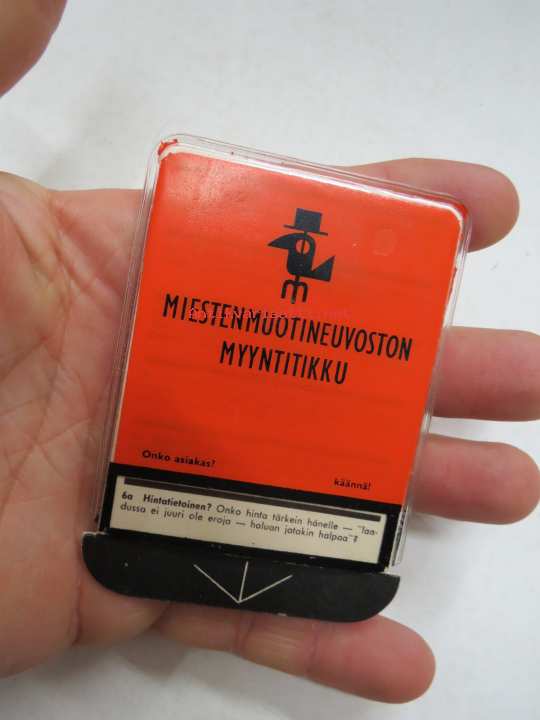 MIESTENMUOTINEUVOSTON
MYYNTITIKKU
Onko asiakas?
käännä!
6a Hintatietoinen? Onko hinta tärkein hänelle — "laa-
dussa ei juuri ole eroja — haluan jotakin halpaa"?